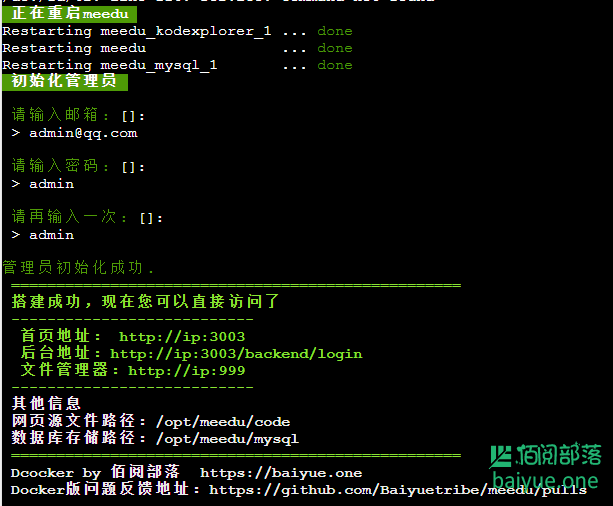 正在重启meedu
Restarting meedu_kodexplorer_1 ... done
Restarting meedu ... done
Restarting meedu_mysql_1 ... done
初始化管理员
请输入邮箱: []:
> admin@qq.com
请输入密码: []:
> admin
请再输入一次: []:
> admin
管理员初始化成功.
==================================================
搭建成功，现在您可以直接访问了
---------------------------
首页地址： http://ip:3003
后台地址：http://ip:3003/backend/login
文件管理器：http://ip:999
---------------------------
其他信息
网页源文件路径：/opt/meedu/code
数据库存储路径：/opt/meedu/mysql
==================================================
Dcocker by 佰阅部落 https://baiyue.one
Docker版问题反馈地址：https://github.com/Baiyuetribe/meedu/pulls
佰阅部落
baiyue.one